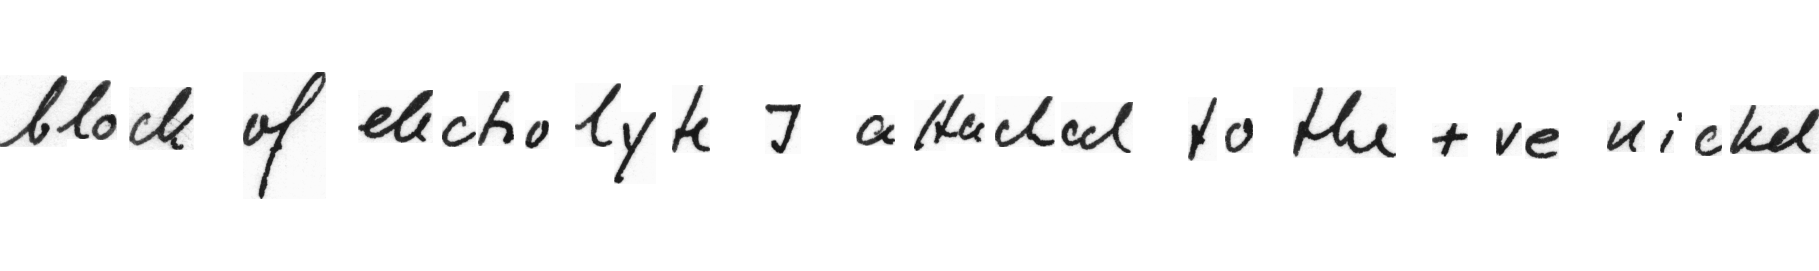 block of electrolyte I attached to the +ve nickel